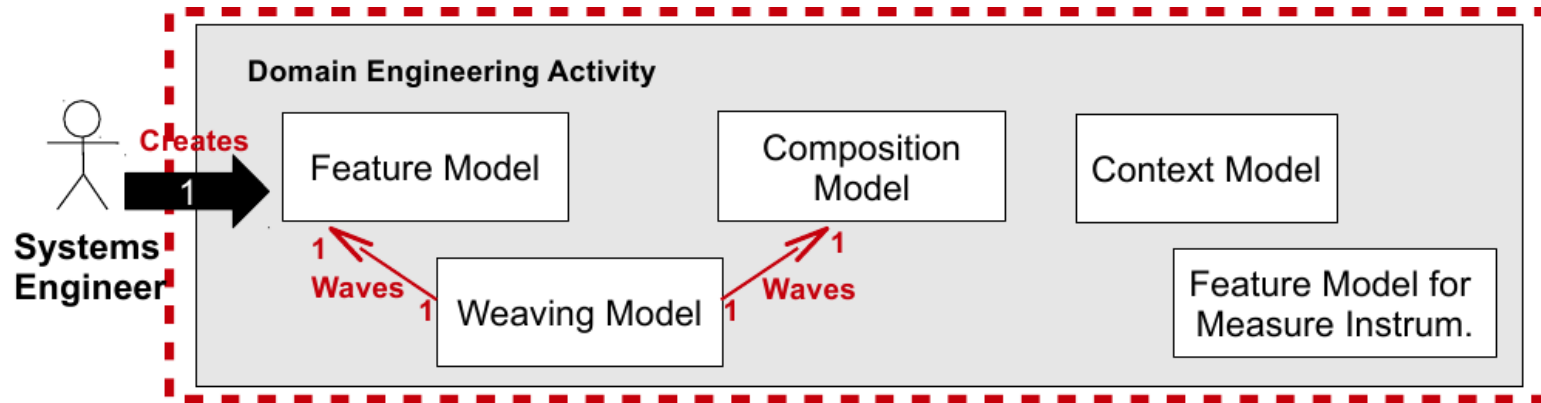 Domain Engineering Activity
Creates
1
Systems
Engineer
Feature Model
Composition
Model
Context Model
1
Waves
1
Weaving Model
1
Waves
1
Feature Model for
Measure Instrum.